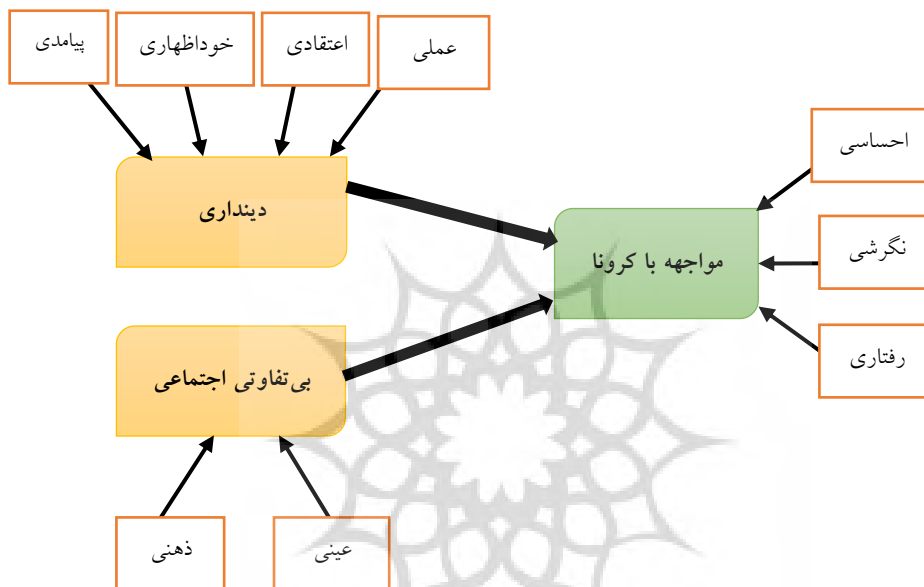 عملی
اعتقادی
خوداظهاری
پیامدی
احساسی
دینداری
نگرشی
مواجهه با کرونا
رفتاری
بی‌تفاوتی اجتماعی
عینی
ذهنی